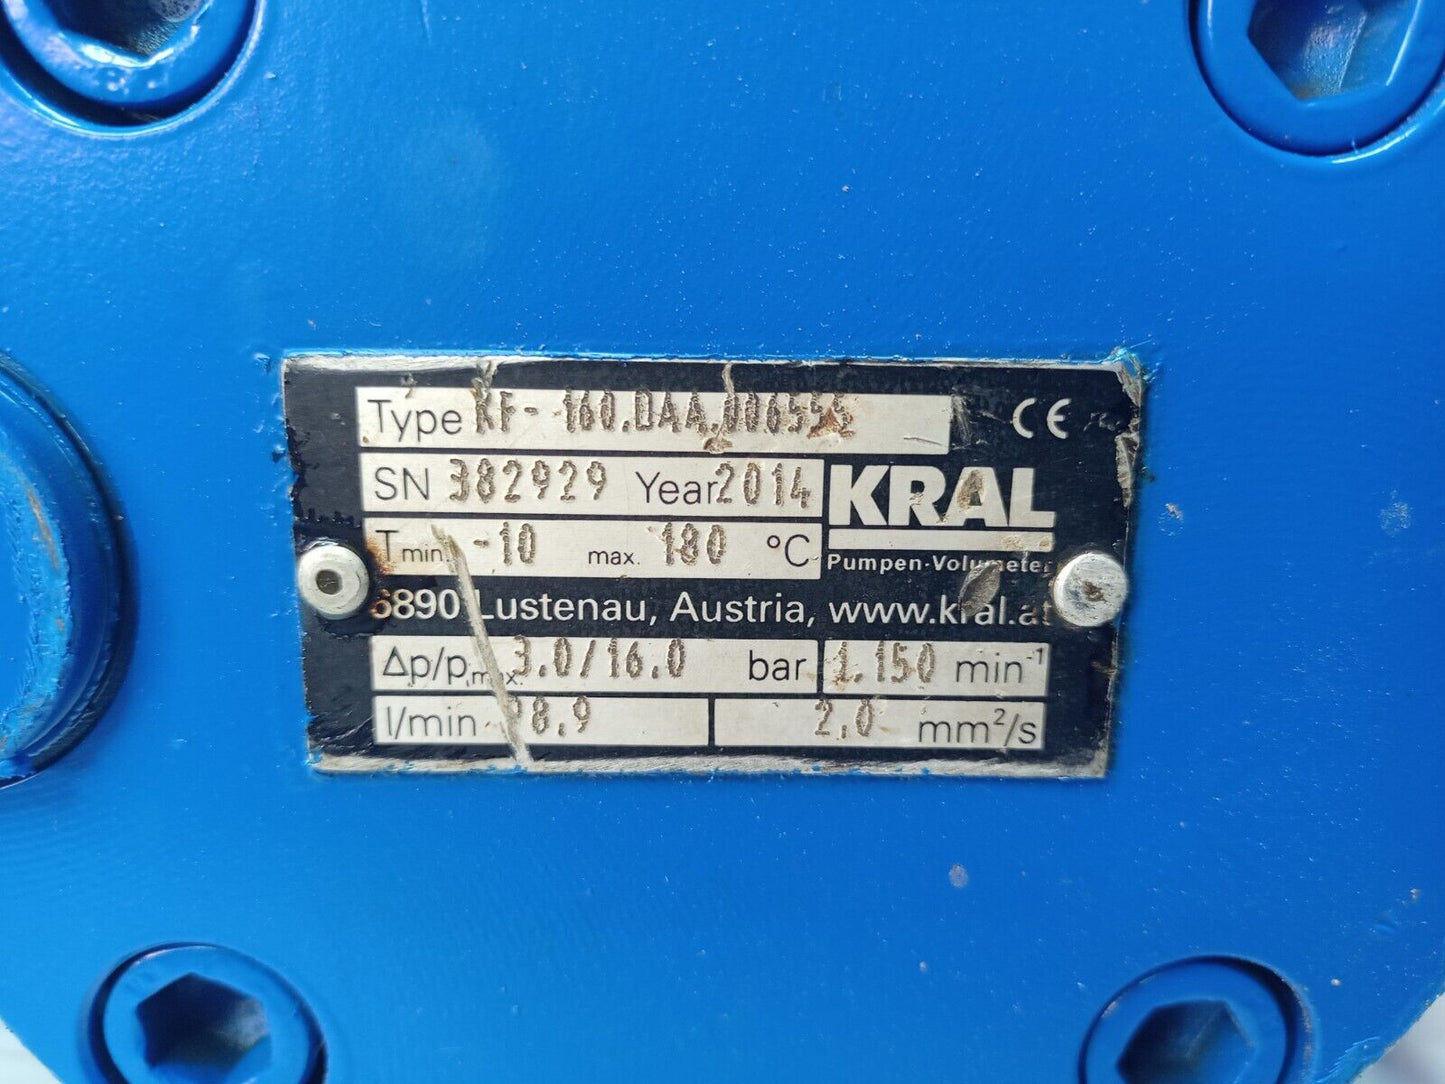 Type KF- 160.DAA.006555 CE
SN 382929 Year 2014
KRAL
T min. -10 max. 180 °C
Pumpen-Volumeter
6890 Lustenau, Austria, www.kral.at
Δp/p max. 3.0/16.0 bar 1.150 min-1
l/min 98,9 2,0 mm²/s